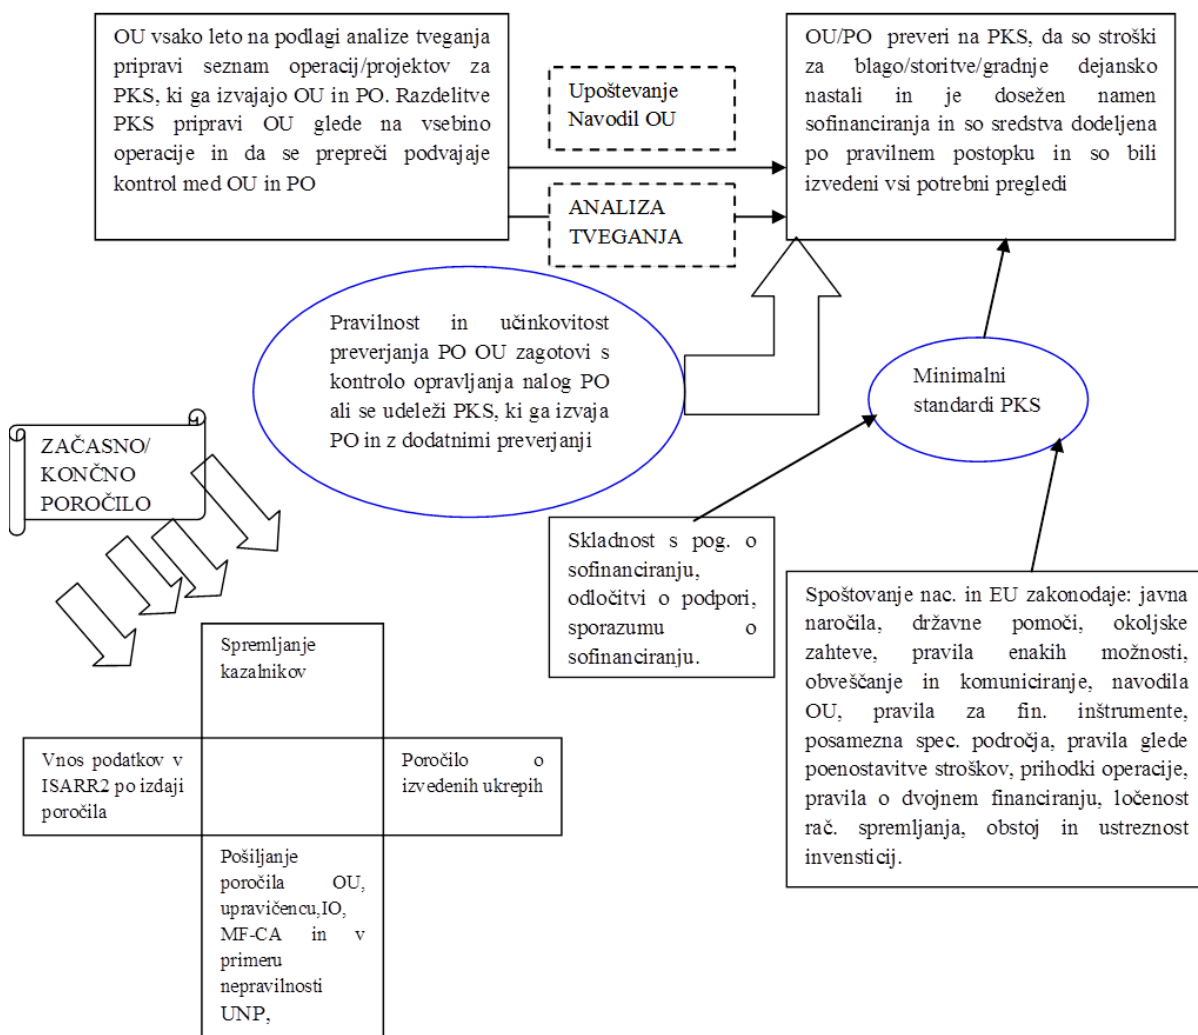 OU vsako leto na podlagi analize tveganja
pripravi seznam operacij/projektov za
PKS, ki ga izvajajo OU in PO. Razdelitve
PKS pripravi OU glede na vsebino
operacije in da se prepreči podvajaje
kontrol med OU in PO
Upoštevanje
Navodil OU
ANALIZA
TVEGANJA
OU/PO preveri na PKS, da so stroški
za blago/storitve/gradnje dejansko
nastali in je dosežen namen
sofinanciranja in so sredstva dodeljena
po pravilnem postopku in so bili
izvedeni vsi potrebni pregledi
Pravilnost in učinkovitost
preverjanja PO OU zagotovi s
kontrolo opravljanja nalog PO
ali se udeleži PKS, ki ga izvaja
PO in z dodatnimi preverjanji
Minimalni
standardi PKS
ZAČASNO/
KONČNO
POROČILO
Skladnost s pog. o
sofinanciranju,
odločitvi o podpori,
sporazumu o
sofinanciranju.
Spoštovanje nac. in EU zakonodaje: javna
naročila, državne pomoči, okoljske
zahteve, pravila enakih možnosti,
obveščanje in komuniciranje, navodila
OU, pravila za fin. inštrumente,
posamezna spec. področja, pravila glede
poenostavitve stroškov, prihodki operacije,
pravila o dvojnem financiranju, ločenost
rač. spremljanja, obstoj in ustreznost
invensticij.
Spremljanje
kazalnikov
Vnos podatkov v
ISARR2 po izdaji
poročila
Poročilo o
izvedenih ukrepih
Pošiljanje
poročila OU,
upravičencu,IO,
MF-CA in v
primeru
nepravilnosti
UNP,